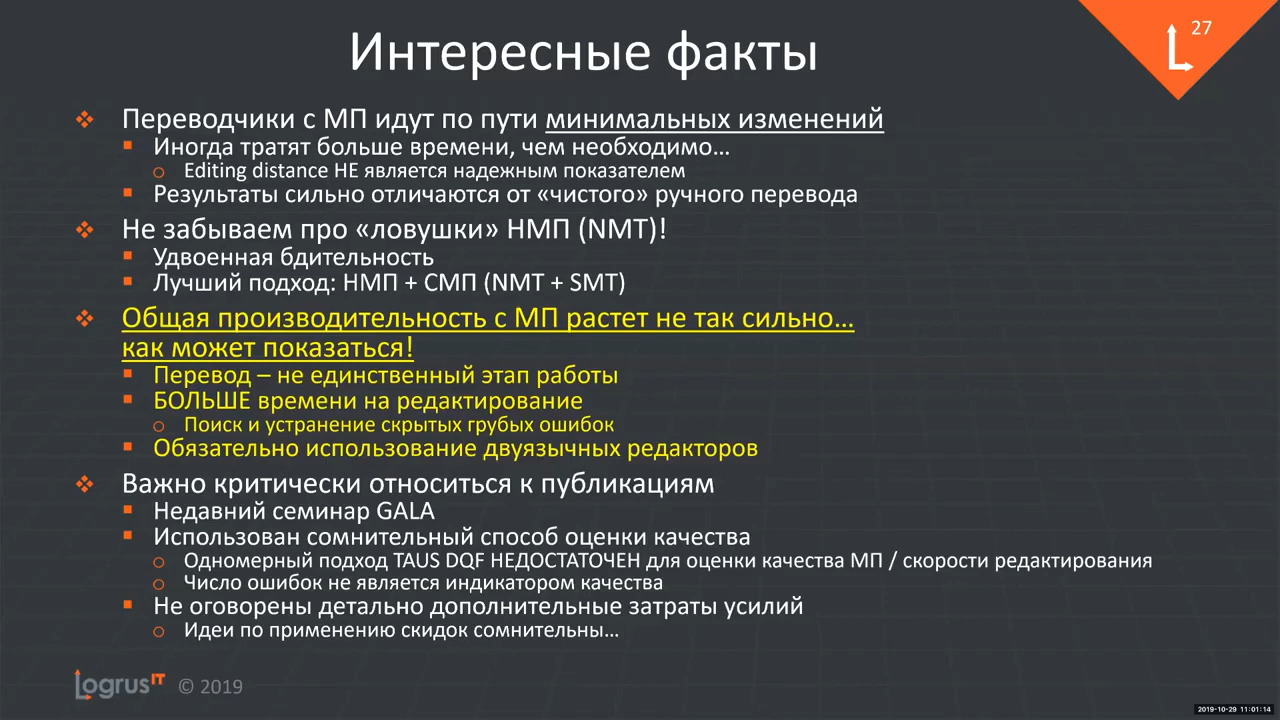 27
Интересные факты
Переводчики с МП идут по пути минимальных изменений
Иногда тратят больше времени, чем необходимо…
Editing distance НЕ является надежным показателем
Результаты сильно отличаются от «чистого» ручного перевода
Не забываем про «ловушки» НМП (NMT)!
Удвоенная бдительность
Лучший подход: НМП + СМП (NMT + SMT)
Общая производительность с МП растет не так сильно…
как может показаться!
Перевод – не единственный этап работы
БОЛЬШЕ времени на редактирование
Поиск и устранение скрытых грубых ошибок
Обязательно использование двуязычных редакторов
Важно критически относиться к публикациям
Недавний семинар GALA
Использован сомнительный способ оценки качества
Одномерный подход TAUS DQF НЕДОСТАТОЧЕН для оценки качества МП / скорости редактирования
Число ошибок не является индикатором качества
Не оговорены детально дополнительные затраты усилий
Идеи по применению скидок сомнительны…
LogrusIT © 2019
2019-10-29 11:01:14